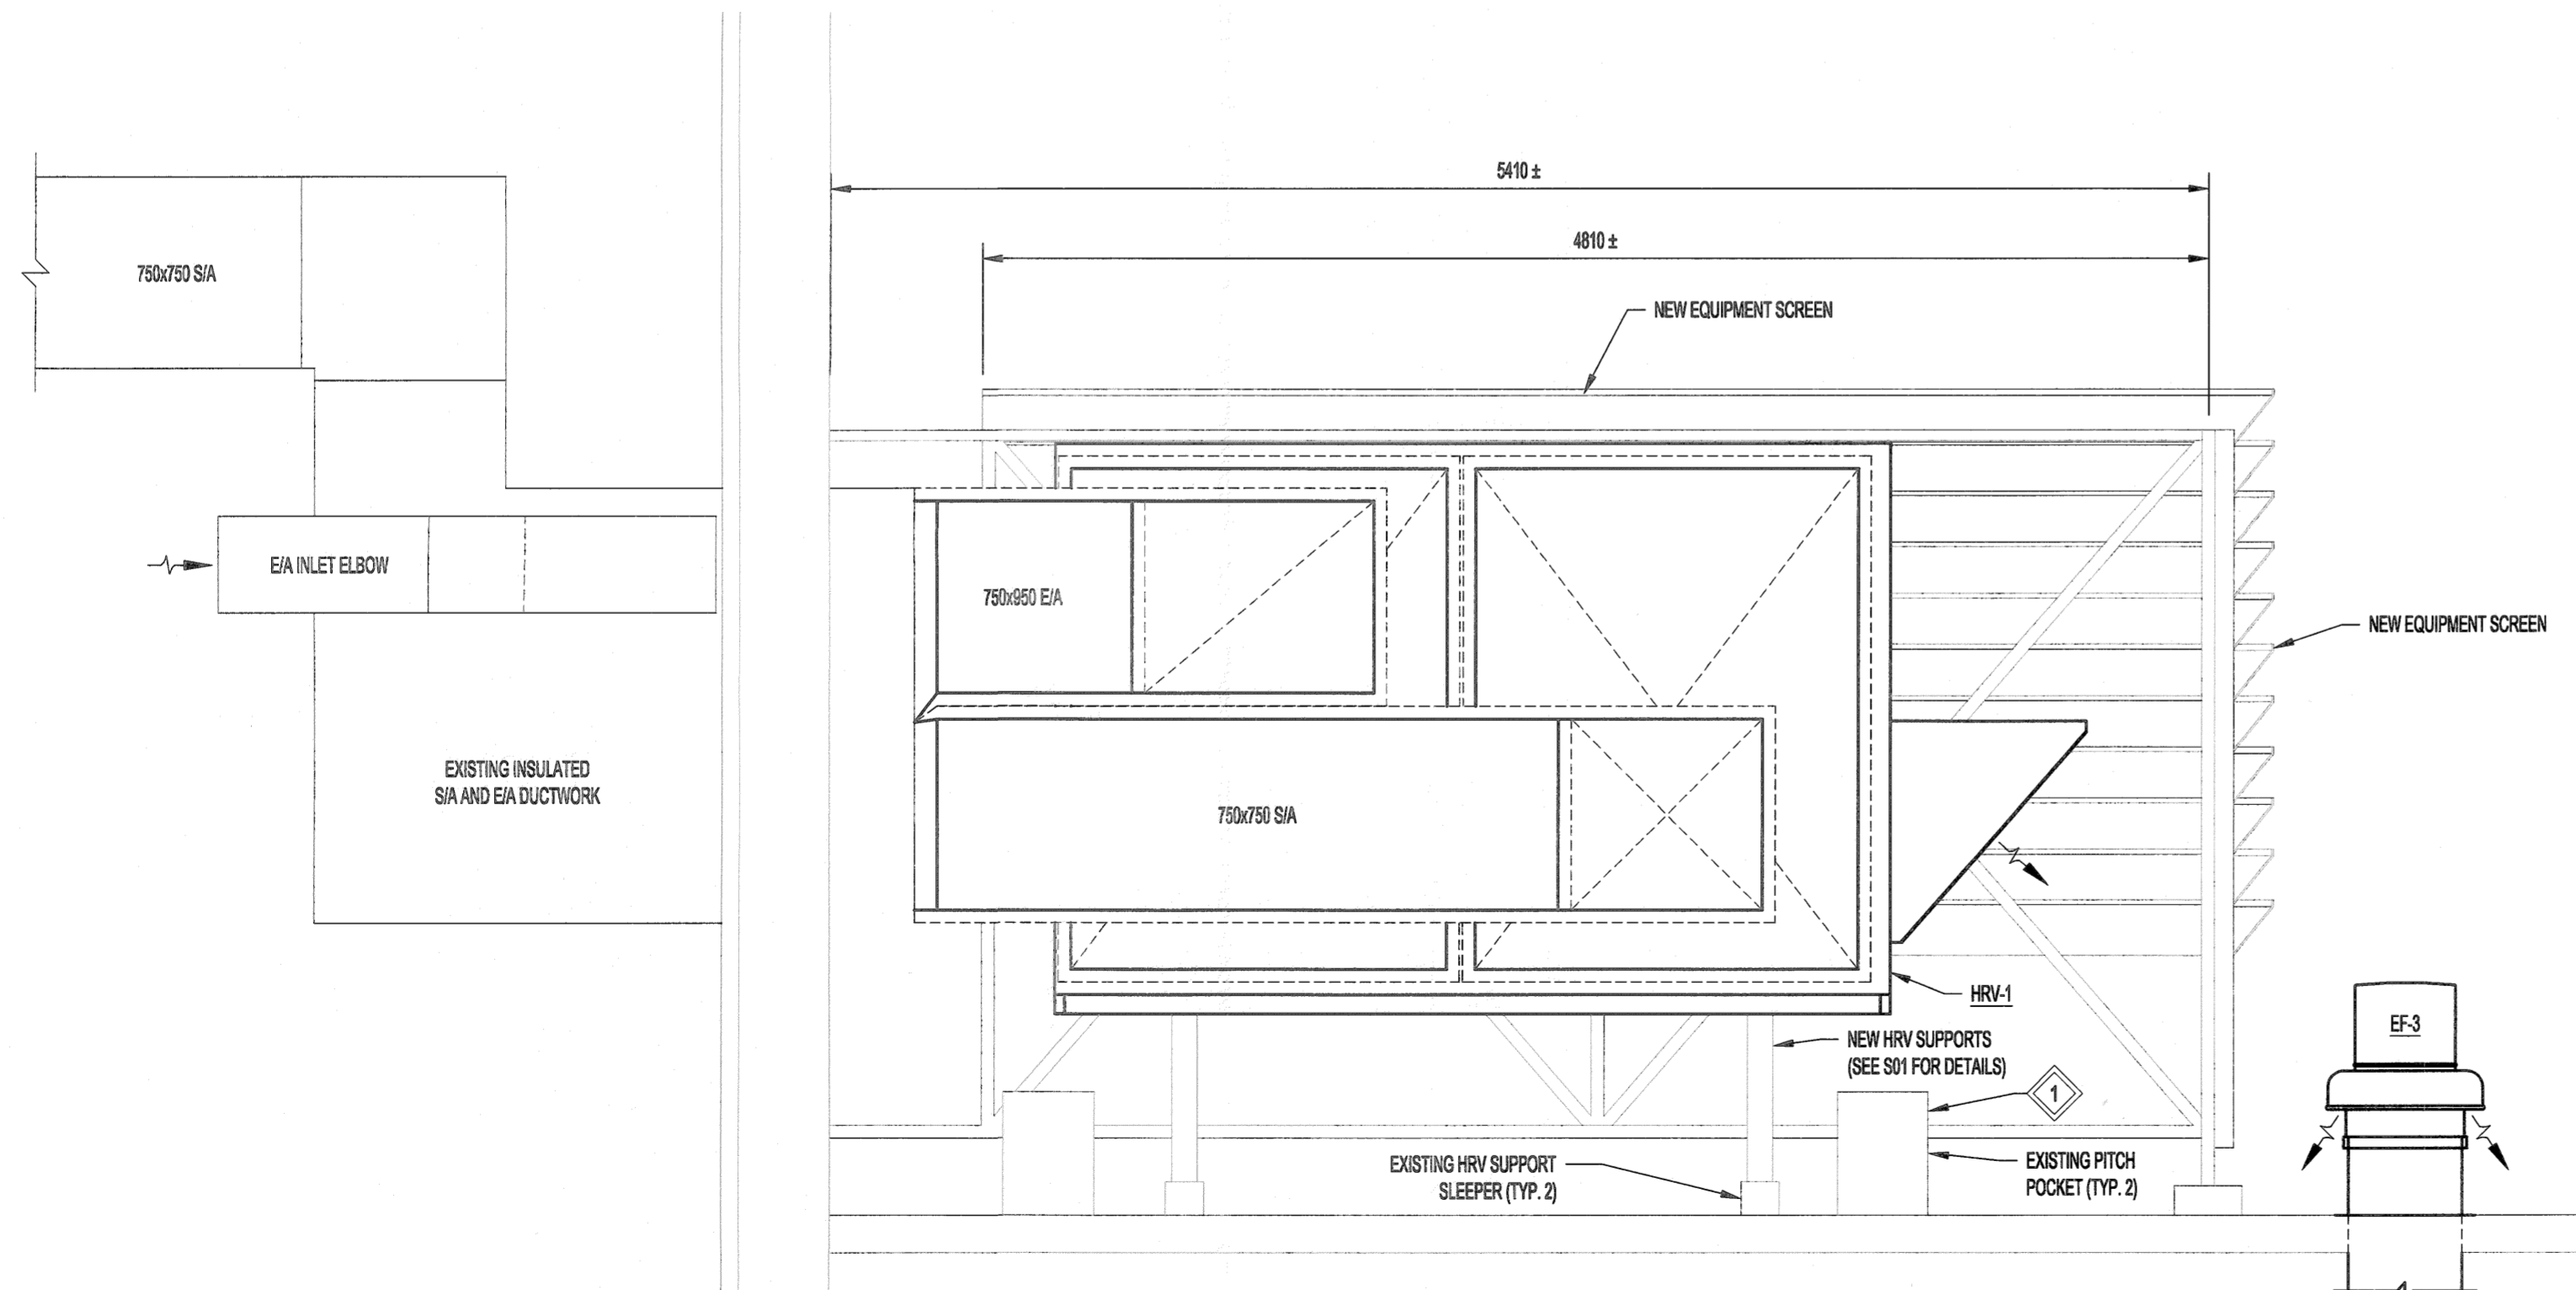 5410 ±
4810 ±
750x750 S/A
NEW EQUIPMENT SCREEN
E/A INLET ELBOW
750x950 E/A
NEW EQUIPMENT SCREEN
EXISTING INSULATED
S/A AND E/A DUCTWORK
750x750 S/A
HRV-1
EF-3
NEW HRV SUPPORTS
(SEE S01 FOR DETAILS)
1
EXISTING HRV SUPPORT
SLEEPER (TYP. 2)
EXISTING PITCH
POCKET (TYP. 2)